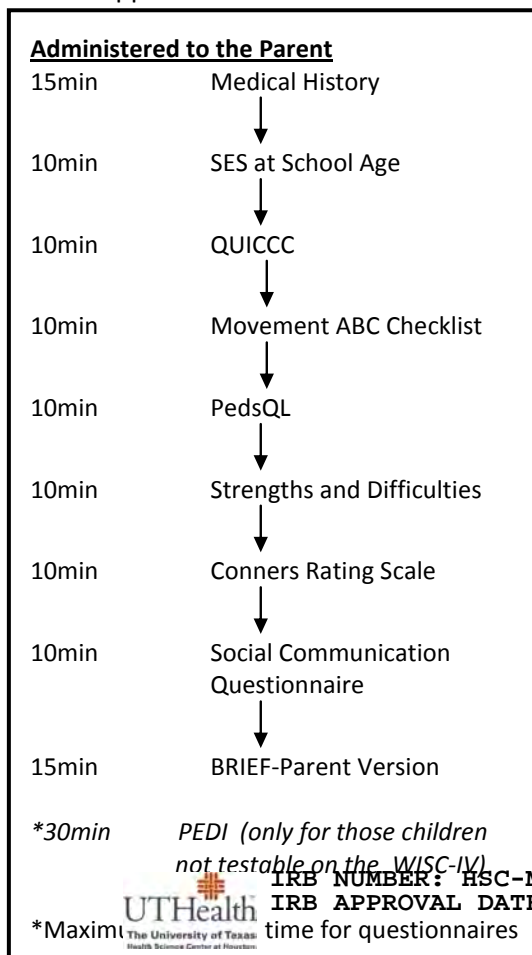 Administered to the Parent
15min Medical History
10min SES at School Age
10min QUICCC
10min Movement ABC Checklist
10min PedsQL
10min Strengths and Difficulties
10min Conners Rating Scale
10min Social Communication
Questionnaire
15min BRIEF-Parent Version
*30min PEDI (only for those children
not testable on the WISC-IV)
IRB NUMBER: HSC-
UTHealth IRB APPROVAL DATE
The University of Texas
Health Science Center at Houston
time for questionnaires